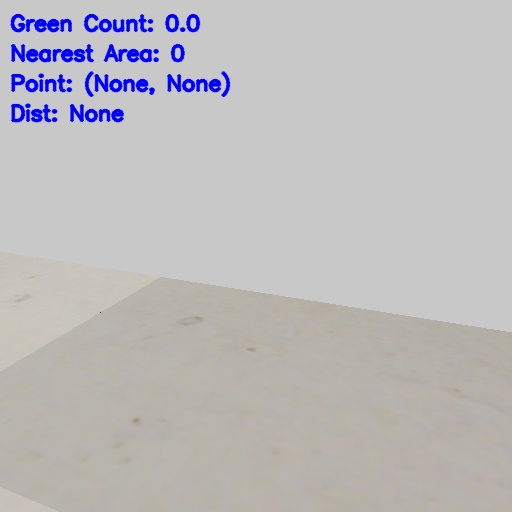 Green Count: 0.0
Nearest Area: 0
Point: (None, None)
Dist: None